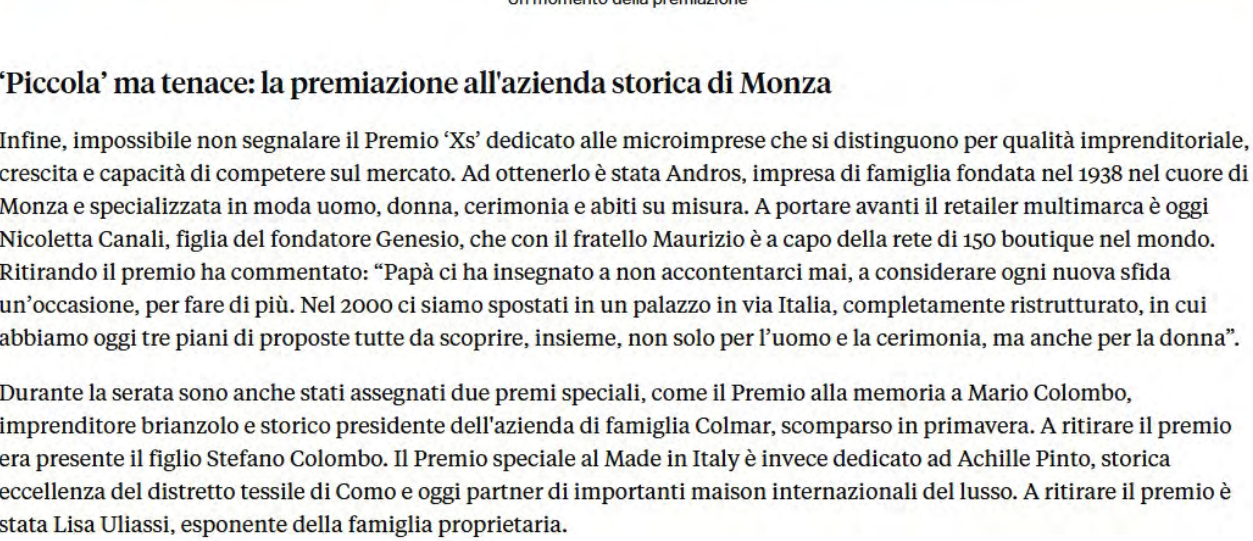 Un momento della premiazione
‘Piccola’ ma tenace: la premiazione all'azienda storica di Monza
Infine, impossibile non segnalare il Premio ‘Xs’ dedicato alle microimprese che si distinguono per qualità imprenditoriale,
crescita e capacità di competere sul mercato. Ad ottenerlo è stata Andros, impresa di famiglia fondata nel 1938 nel cuore di
Monza e specializzata in moda uomo, donna, cerimonia e abiti su misura. A portare avanti il retailer multimarca è oggi
Nicoletta Canali, figlia del fondatore Genesio, che con il fratello Maurizio è a capo della rete di 150 boutique nel mondo.
Ritirando il premio ha commentato: “Papà ci ha insegnato a non accontentarci mai, a considerare ogni nuova sfida
un’occasione, per fare di più. Nel 2000 ci siamo spostati in un palazzo in via Italia, completamente ristrutturato, in cui
abbiamo oggi tre piani di proposte tutte da scoprire, insieme, non solo per l’uomo e la cerimonia, ma anche per la donna”.
Durante la serata sono anche stati assegnati due premi speciali, come il Premio alla memoria a Mario Colombo,
imprenditore brianzolo e storico presidente dell'azienda di famiglia Colmar, scomparso in primavera. A ritirare il premio
era presente il figlio Stefano Colombo. Il Premio speciale al Made in Italy è invece dedicato ad Achille Pinto, storica
eccellenza del distretto tessile di Como e oggi partner di importanti maison internazionali del lusso. A ritirare il premio è
stata Lisa Uliassi, esponente della famiglia proprietaria.